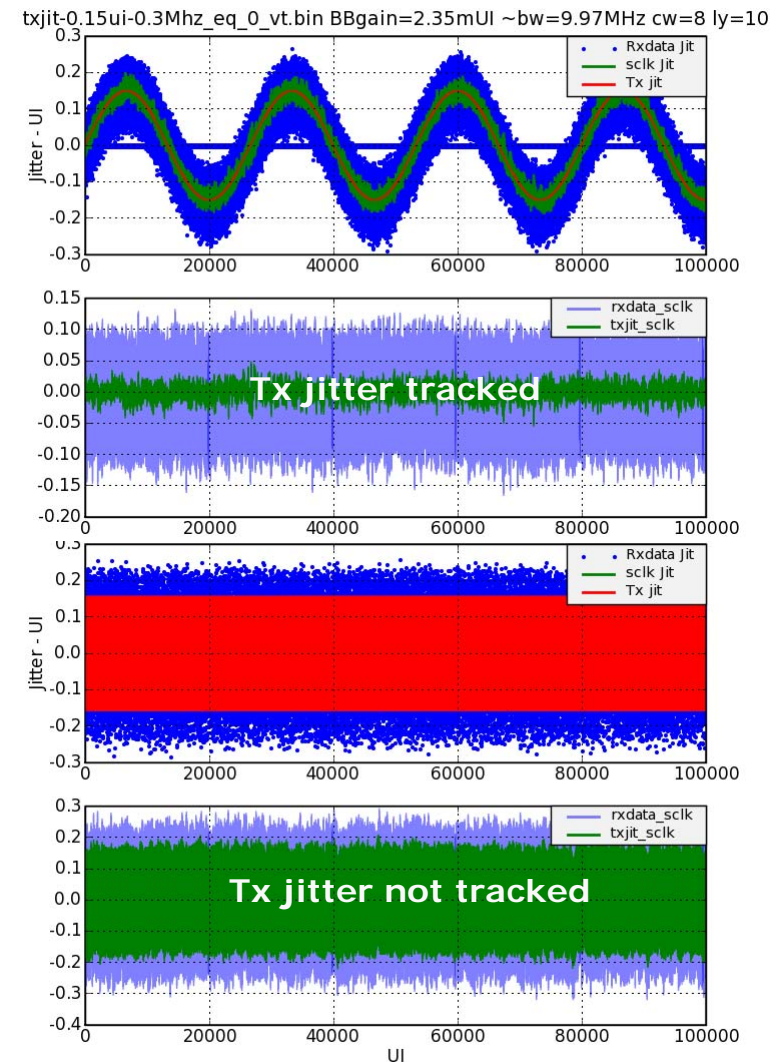 txjit-0.15ui-0.3Mhz_eq_0_vt.bin BBgain=2.35mUI ~bw=9.97MHz cw=8 ly=10
0.3
0.2
0.1
0.0
-0.1
-0.2
-0.3
Jitter - UI
Rxdata Jit
sclk Jit
Tx jit
0 20000 40000 60000 80000 100000
0.15
0.10
0.05
0.00
-0.05
-0.10
-0.15
-0.20
rxdata_sclk
txjit_sclk
Tx jitter tracked
0 20000 40000 60000 80000 100000
0.3
0.2
0.1
0.0
-0.1
-0.2
-0.3
Jitter - UI
Rxdata Jit
sclk Jit
Tx jit
0 20000 40000 60000 80000 100000
0.3
0.2
0.1
0.0
-0.1
-0.2
-0.3
-0.4
rxdata_sclk
txjit_sclk
Tx jitter not tracked
0 20000 40000 60000 80000 100000
UI